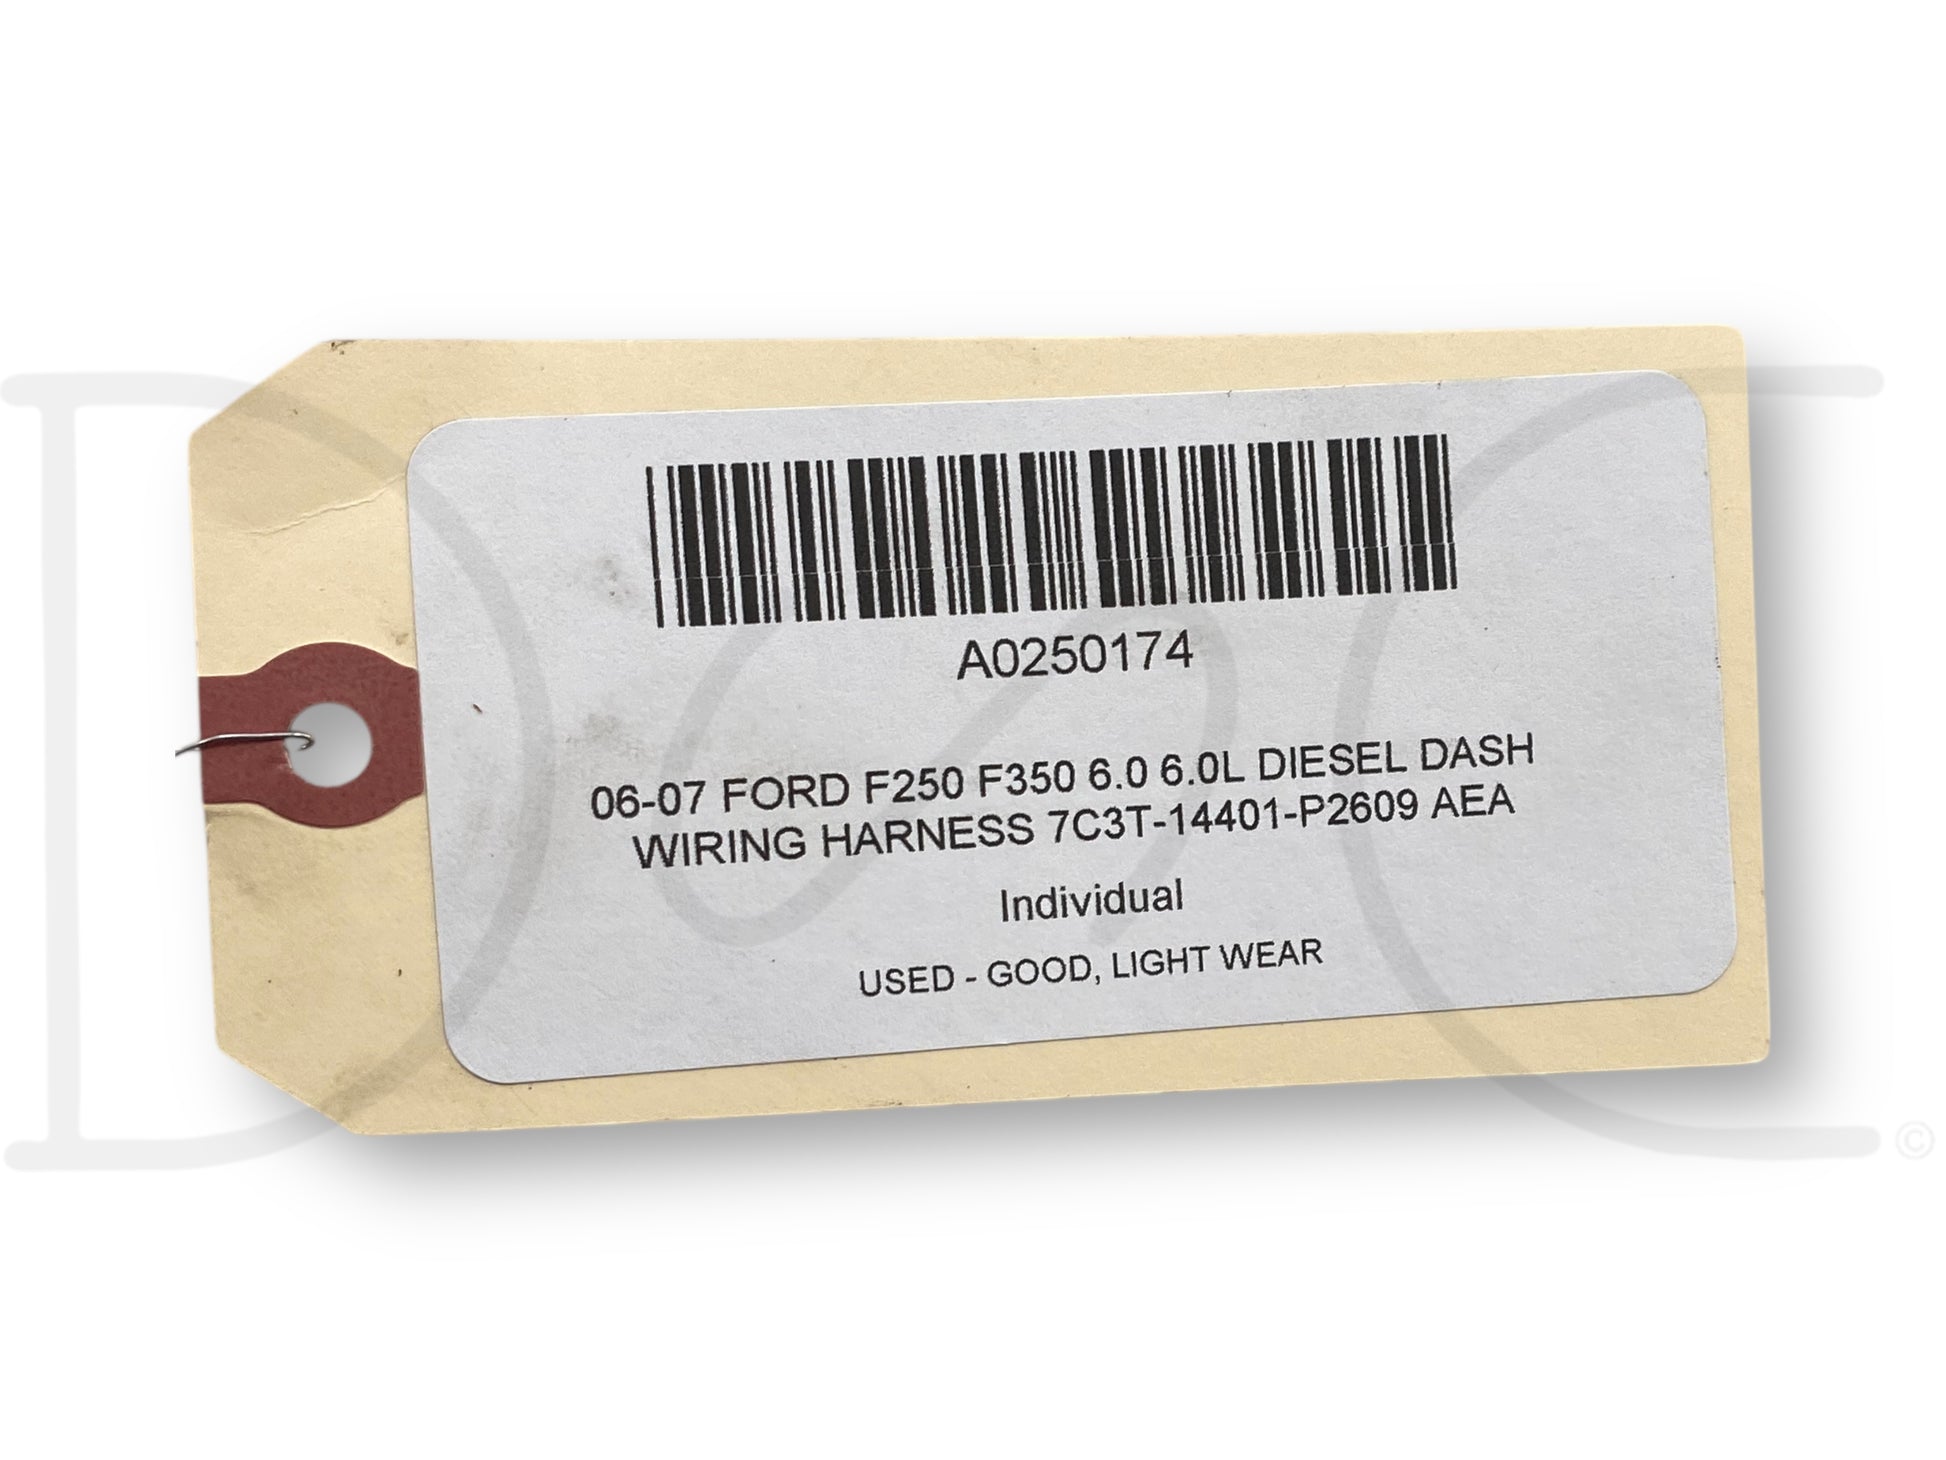 A0250174
06-07 FORD F250 F350 6.0 6.0L DIESEL DASH
WIRING HARNESS 7C3T-14401-P2609 AEA
Individual
USED - GOOD, LIGHT WEAR
©